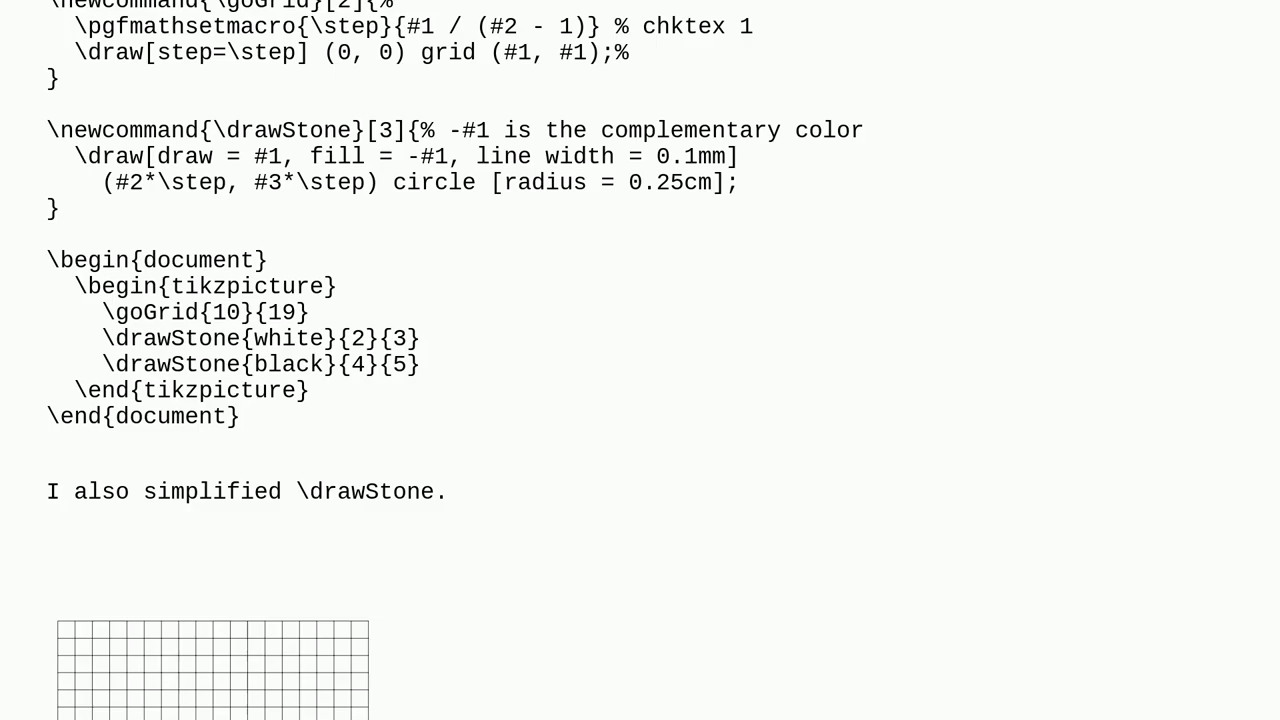 \newcommand{\goGrid}[2]{%
  \pgfmathsetmacro{\step}{#1 / (#2 - 1)} % chktex 1
  \draw[step=\step] (0, 0) grid (#1, #1);%
}

\newcommand{\drawStone}[3]{% -#1 is the complementary color
  \draw[draw = #1, fill = -#1, line width = 0.1mm]
    (#2*\step, #3*\step) circle [radius = 0.25cm];
}

\begin{document}
  \begin{tikzpicture}
    \goGrid{10}{19}
    \drawStone{white}{2}{3}
    \drawStone{black}{4}{5}
  \end{tikzpicture}
\end{document}

I also simplified \drawStone.